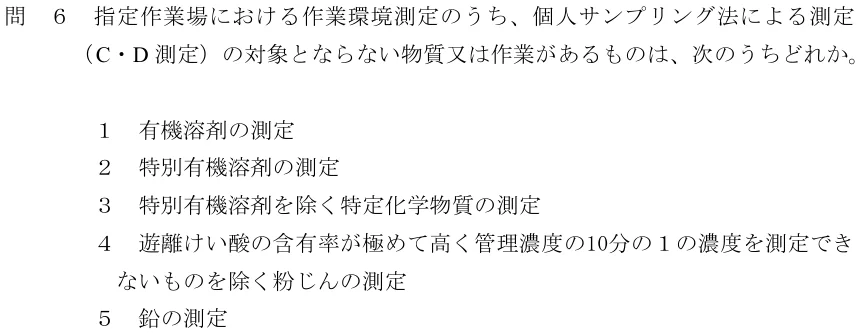 問 6 指定作業場における作業環境測定のうち、個人サンプリング法による測定
（C・D 測定）の対象とならない物質又は作業があるものは、次のうちどれか。
1 有機溶剤の測定
2 特別有機溶剤の測定
3 特別有機溶剤を除く特定化学物質の測定
4 遊離けい酸の含有率が極めて高く管理濃度の10分の１の濃度を測定でき
ないものを除く粉じんの測定
5 鉛の測定